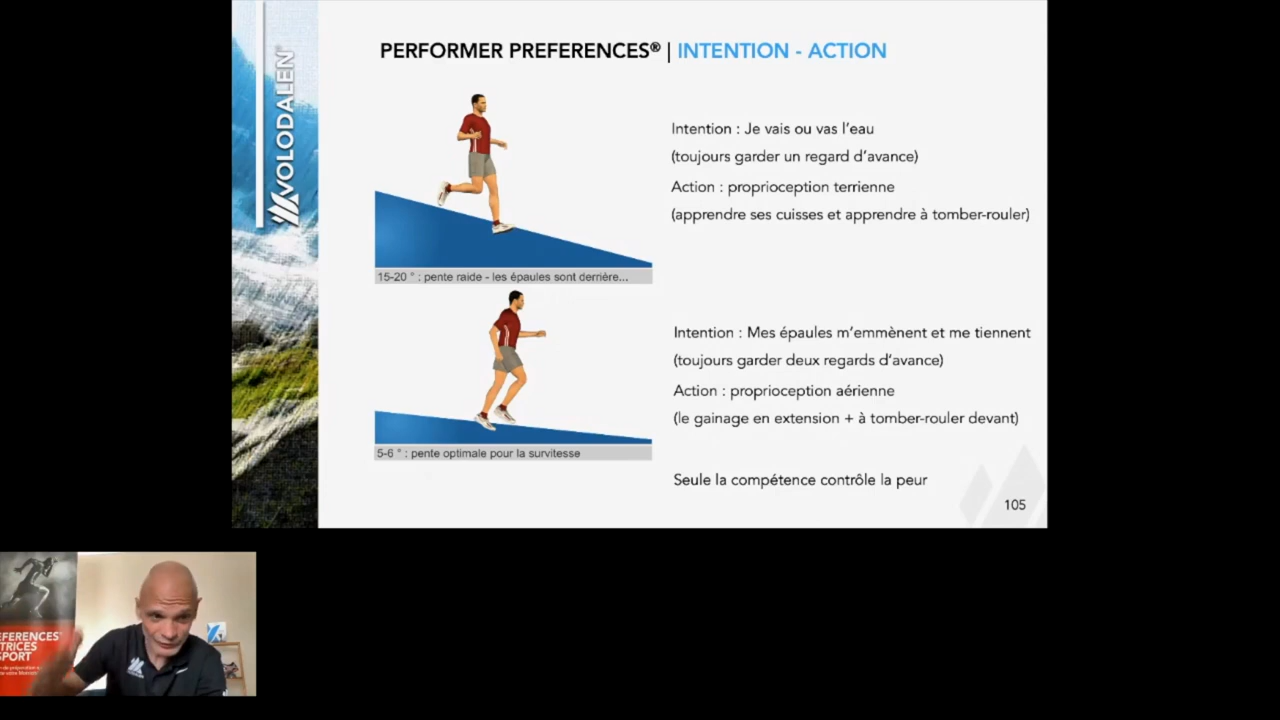 VOLODALEN
PERFORMER PREFERENCES® | INTENTION - ACTION
Intention : Je vais ou vas l'eau
(toujours garder un regard d'avance)
Action : proprioception terrienne
(apprendre ses cuisses et apprendre à tomber-rouler)
15-20 ° : pente raide - les épaules sont derrière...
Intention : Mes épaules m'emmènent et me tiennent
(toujours garder deux regards d'avance)
Action : proprioception aérienne
(le gainage en extension + à tomber-rouler devant)
5-6 ° : pente optimale pour la survitesse
Seule la compétence contrôle la peur
105
ÉFERENCES
TRICES
SPORT